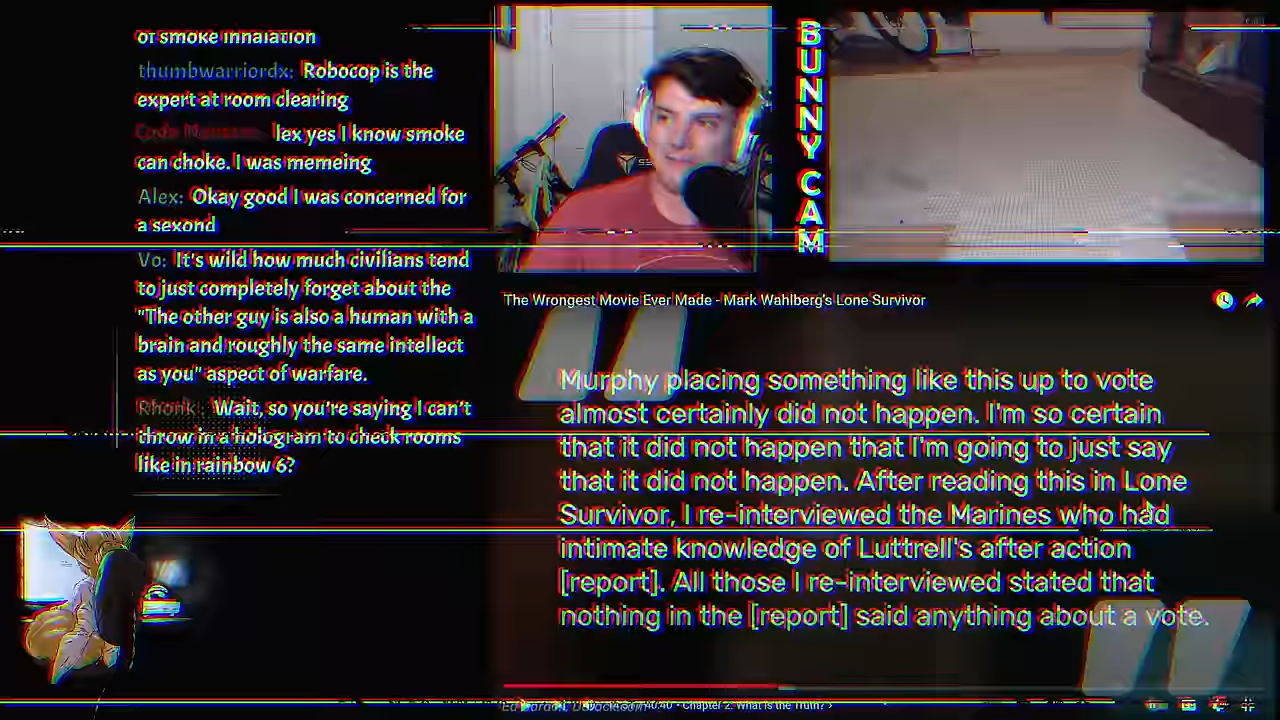 of smoke inhalation
thumbwarriordx: Robocop is the
expert at room clearing
lex yes I know smoke
can choke. I was memeing
Alex: Okay good I was concerned for
a sexond
Vo: It's wild how much civilians tend
to just completely forget about the
"The other guy is also a human with a
brain and roughly the same intellect
as you" aspect of warfare.
Rhonk: Wait, so you're saying I can't
throw in a hologram to check rooms
like in rainbow 6?
BUNNY CAM
The Wrongest Movie Ever Made - Mark Wahlberg's Lone Survivor
Murphy placing something like this up to vote
almost certainly did not happen. I'm so certain
that it did not happen that I'm going to just say
that it did not happen. After reading this in Lone
Survivor, I re-interviewed the Marines who had
intimate knowledge of Luttrell's after action
[report]. All those I re-interviewed stated that
nothing in the [report] said anything about a vote.
Chapter 2: What is the Truth?